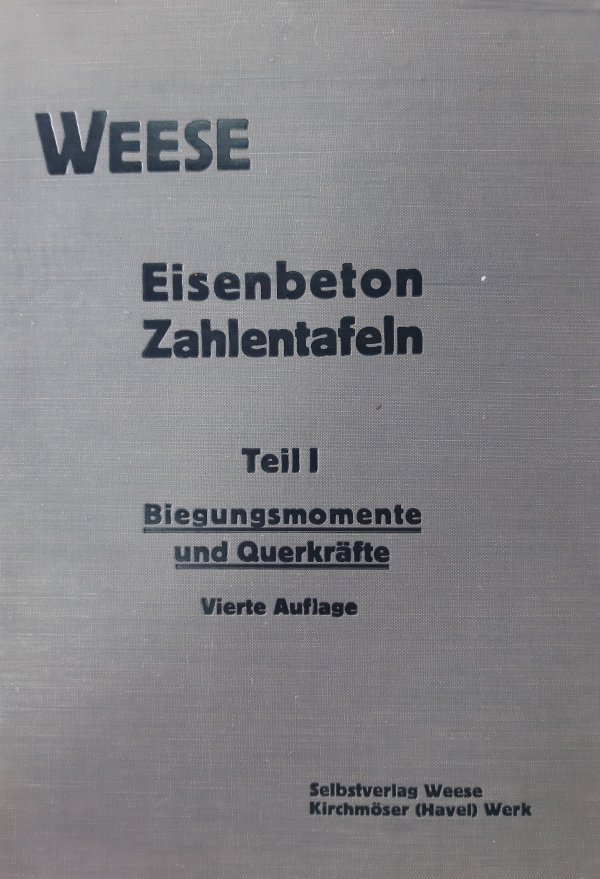 WEESE
Eisenbeton
Zahlentafeln
Teil I
Biegungsmomente
und Querkräfte
Vierte Auflage
Selbstverlag Weese
Kirchmöser (Havel) Werk